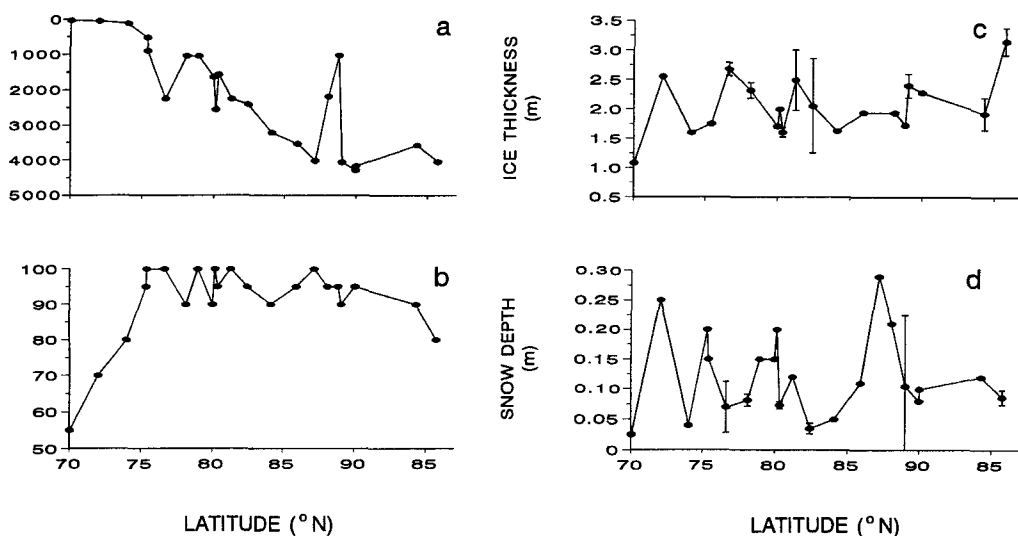 a
0
1000
2000
3000
4000
5000
b
100
90
80
70
60
50
70 75 80 85 90 85
LATITUDE (°N)
c
ICE THICKNESS
(m)
3.5
3.0
2.5
2.0
1.5
1.0
0.5
d
SNOW DEPTH
(m)
0.30
0.25
0.20
0.15
0.10
0.05
0
70 75 80 85 90 85
LATITUDE (°N)